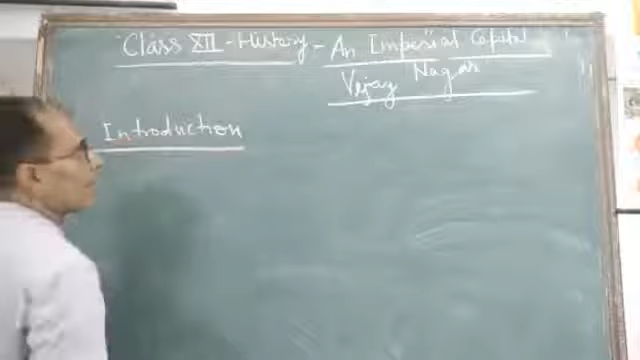 Class XII - History - An Imperial Capital
Vijay Nagar
Introduction